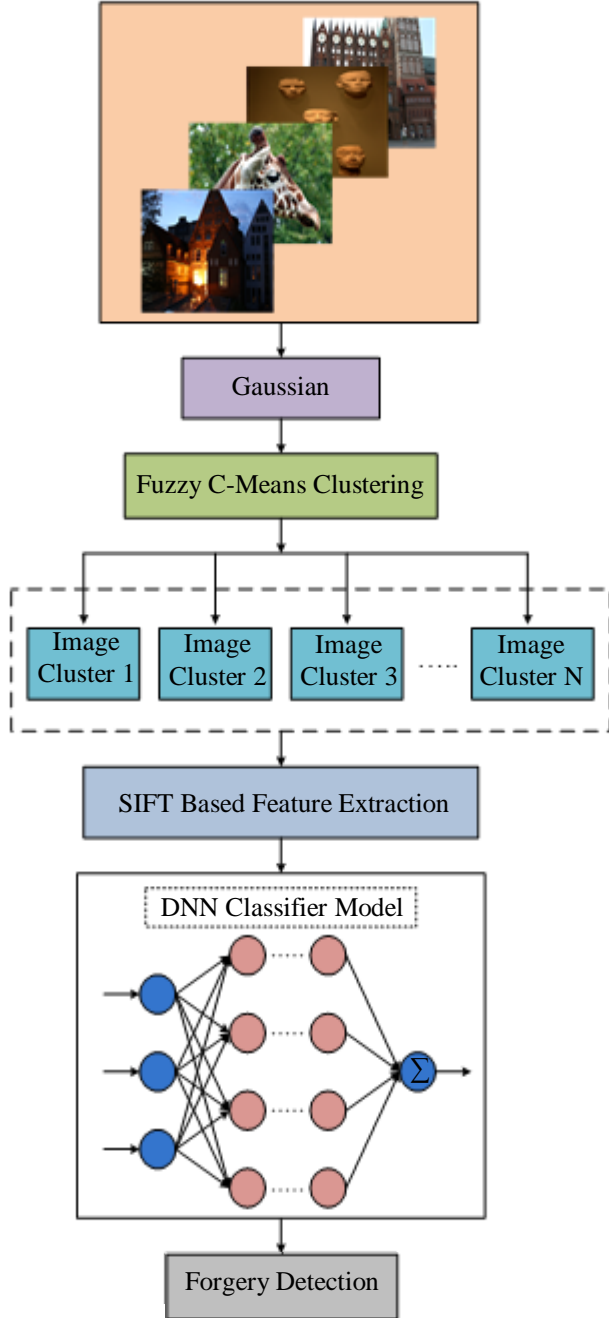 Gaussian
Fuzzy C-Means Clustering
Image
Cluster 1
Image
Cluster 2
Image
Cluster 3
.....
Image
Cluster N
SIFT Based Feature Extraction
DNN Classifier Model
.....
.....
.....
Σ
.....
Forgery Detection